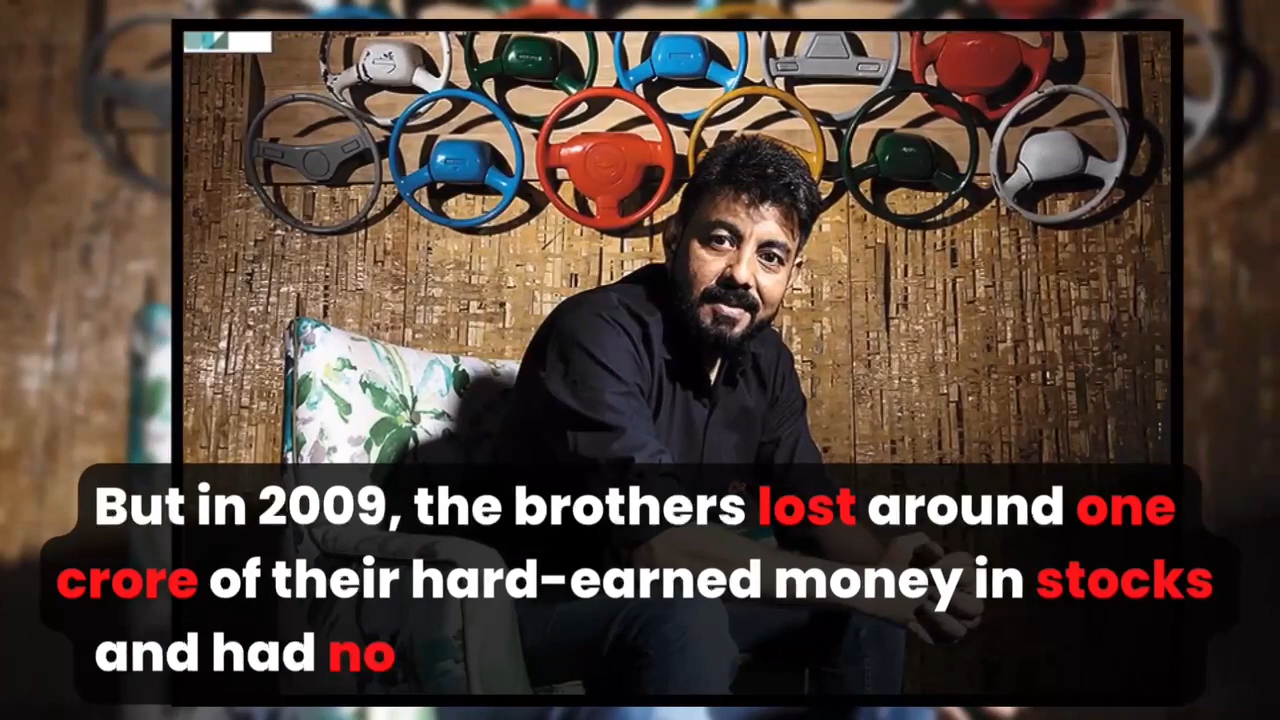 But in 2009, the brothers lost around one
crore of their hard-earned money in stocks
and had no